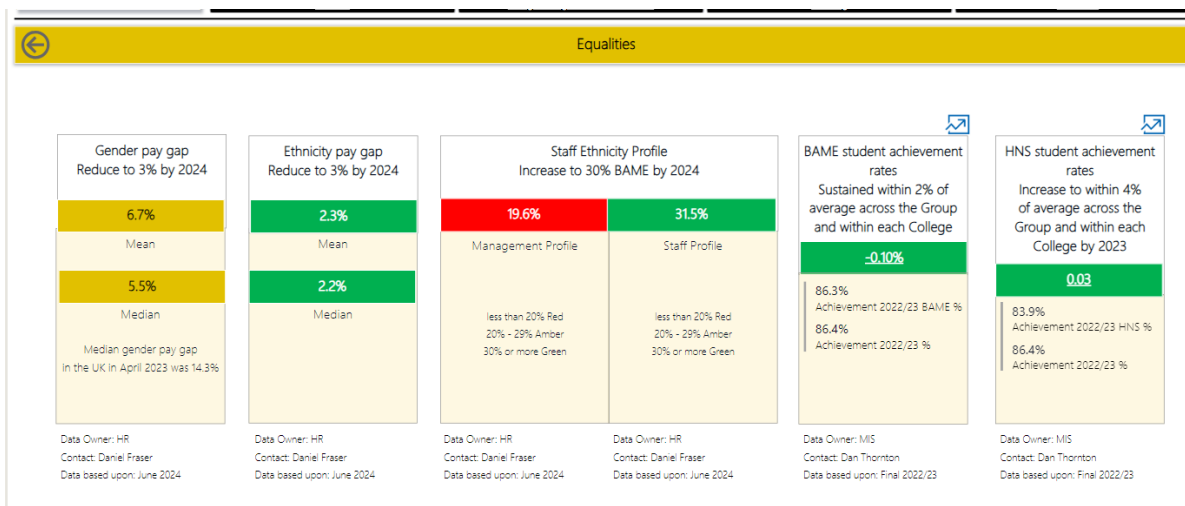 Equalities
Gender pay gap
Reduce to 3% by 2024
6.7%
Mean
5.5%
Median
Median gender pay gap
in the UK in April 2023 was 14.3%
Data Owner: HR
Contact: Daniel Fraser
Data based upon: June 2024
Ethnicity pay gap
Reduce to 3% by 2024
2.3%
Mean
2.2%
Median
Data Owner: HR
Contact: Daniel Fraser
Data based upon: June 2024
Staff Ethnicity Profile
Increase to 30% BAME by 2024
19.6%
Management Profile
less than 20% Red
20% - 29% Amber
30% or more Green
Data Owner: HR
Contact: Daniel Fraser
Data based upon: June 2024
31.5%
Staff Profile
less than 20% Red
20% - 29% Amber
30% or more Green
Data Owner: HR
Contact: Daniel Fraser
Data based upon: June 2024
BAME student achievement
rates
Sustained within 2% of
average across the Group
and within each College
-0.10%
86.3%
Achievement 2022/23 BAME %
86.4%
Achievement 2022/23 %
Data Owner: MIS
Contact: Dan Thornton
Data based upon: Final 2022/23
HNS student achievement
rates
Increase to within 4%
of average across the
Group and within each
College by 2023
0.03
83.9%
Achievement 2022/23 HNS %
86.4%
Achievement 2022/23 %
Data Owner: MIS
Contact: Dan Thornton
Data based upon: Final 2022/23